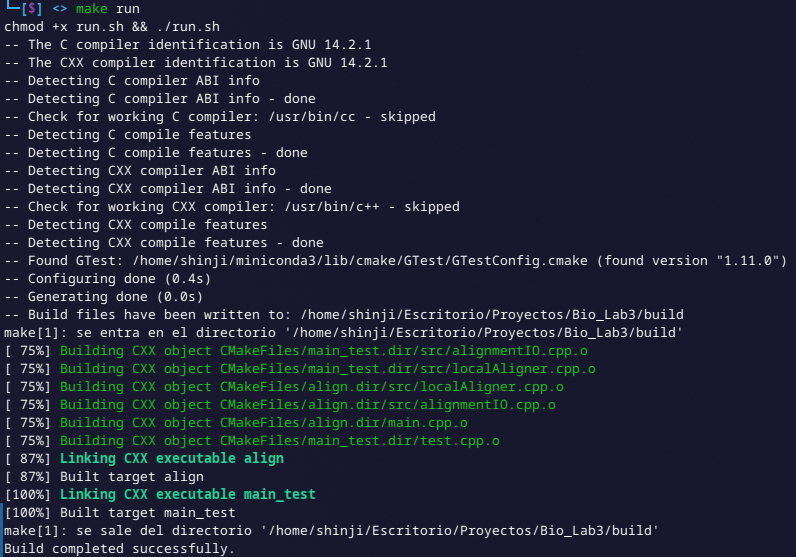 └─[$] <> make run
chmod +x run.sh && ./run.sh
-- The C compiler identification is GNU 14.2.1
-- The CXX compiler identification is GNU 14.2.1
-- Detecting C compiler ABI info
-- Detecting C compiler ABI info - done
-- Check for working C compiler: /usr/bin/cc - skipped
-- Detecting C compile features
-- Detecting C compile features - done
-- Detecting CXX compiler ABI info
-- Detecting CXX compiler ABI info - done
-- Check for working CXX compiler: /usr/bin/c++ - skipped
-- Detecting CXX compile features
-- Detecting CXX compile features - done
-- Found GTest: /home/shinji/miniconda3/lib/cmake/GTest/GTestConfig.cmake (found version "1.11.0")
-- Configuring done (0.4s)
-- Generating done (0.0s)
-- Build files have been written to: /home/shinji/Escritorio/Proyectos/Bio_Lab3/build
make[1]: se entra en el directorio '/home/shinji/Escritorio/Proyectos/Bio_Lab3/build'
[ 75%] Building CXX object CMakeFiles/main_test.dir/src/alignmentIO.cpp.o
[ 75%] Building CXX object CMakeFiles/main_test.dir/src/localAligner.cpp.o
[ 75%] Building CXX object CMakeFiles/align.dir/src/localAligner.cpp.o
[ 75%] Building CXX object CMakeFiles/align.dir/src/alignmentIO.cpp.o
[ 75%] Building CXX object CMakeFiles/align.dir/main.cpp.o
[ 75%] Building CXX object CMakeFiles/main_test.dir/test.cpp.o
[ 87%] Linking CXX executable align
[ 87%] Built target align
[100%] Linking CXX executable main_test
[100%] Built target main_test
make[1]: se sale del directorio '/home/shinji/Escritorio/Proyectos/Bio_Lab3/build'
Build completed successfully.